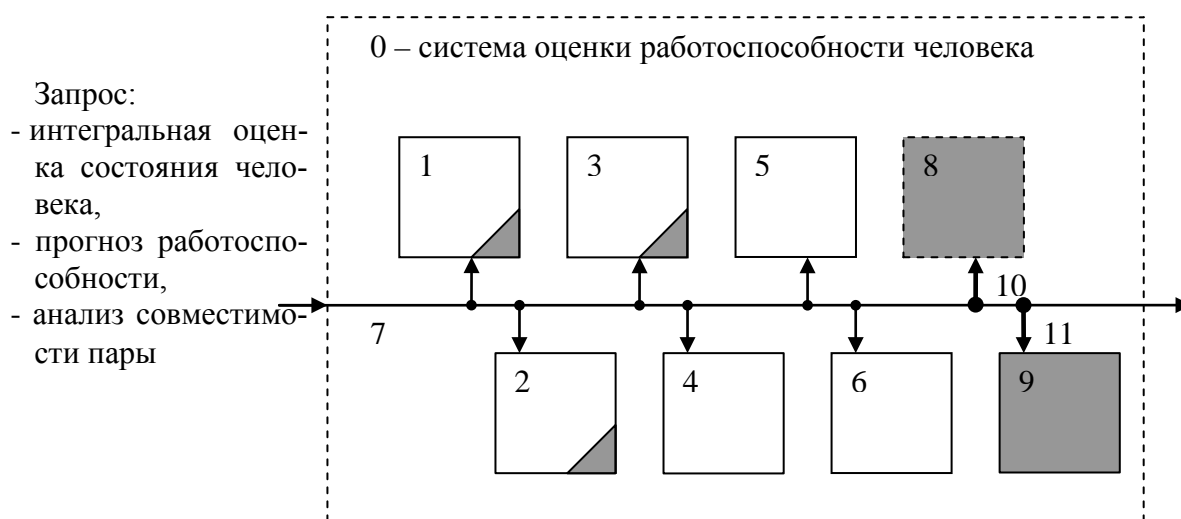 0 – система оценки работоспособности человека
Запрос:
- интегральная оцен-
ка состояния чело-
века,
- прогноз работоспо-
собности,
- анализ совместимо-
сти пары
1
3
5
8
10
7
11
2
4
6
9